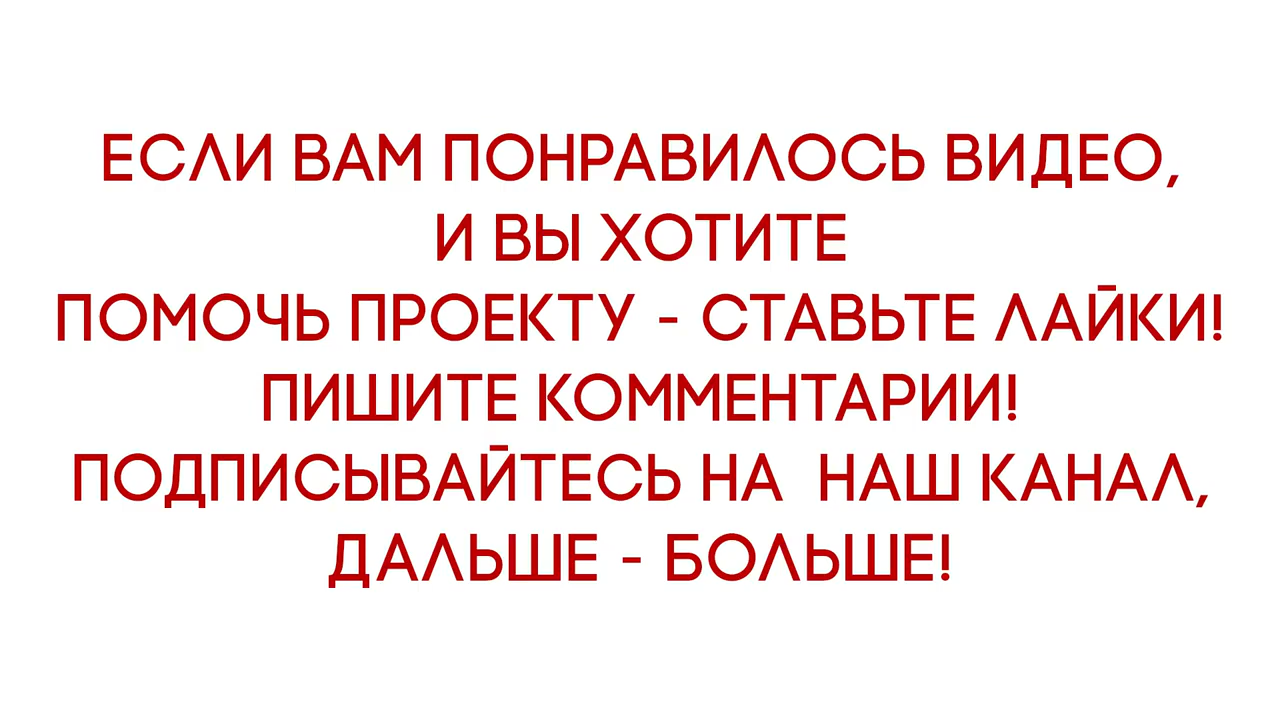 ЕСЛИ ВАМ ПОНРАВИЛОСЬ ВИДЕО,
И ВЫ ХОТИТЕ
ПОМОЧЬ ПРОЕКТУ - СТАВЬТЕ ЛАЙКИ!
ПИШИТЕ КОММЕНТАРИИ!
ПОДПИСЫВАЙТЕСЬ НА  НАШ КАНАЛ,
ДАЛЬШЕ - БОЛЬШЕ!